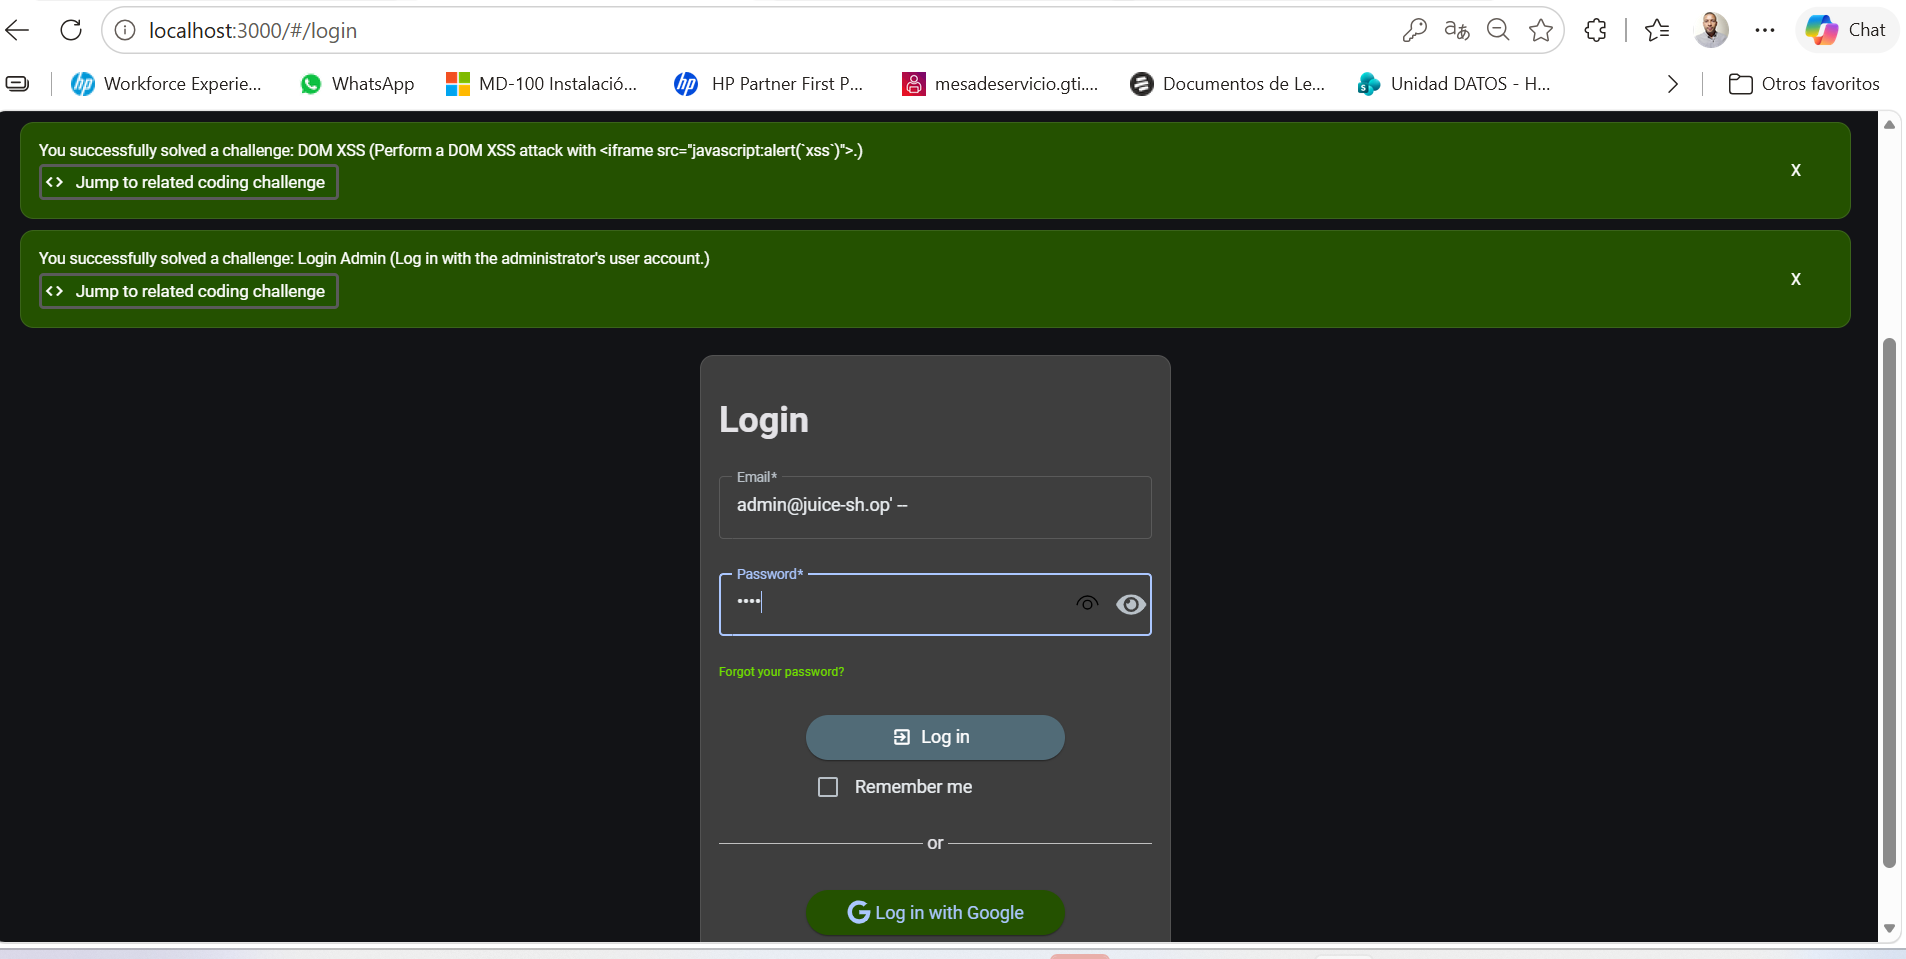 localhost:3000/#/login
Chat
Workforce Experie...
WhatsApp
MD-100 Instalació...
HP Partner First P...
mesadeservicio.gti....
Documentos de Le...
Unidad DATOS - H...
Otros favoritos
You successfully solved a challenge: DOM XSS (Perform a DOM XSS attack with <iframe src="javascript:alert(`xss`)">.)
<> Jump to related coding challenge
X
You successfully solved a challenge: Login Admin (Log in with the administrator's user account.)
<> Jump to related coding challenge
X
Login
Email*
admin@juice-sh.op' --
Password*
••••
Forgot your password?
Log in
Remember me
or
G Log in with Google